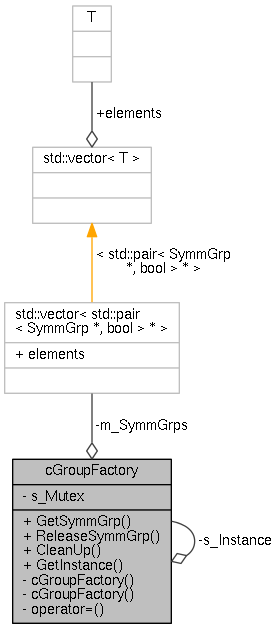 T
+elements
std::vector< T >
< std::pair< SymmGrp
*, bool > * >
std::vector< std::pair
< SymmGrp *, bool > * >
+ elements
-m_SymmGrps
cGroupFactory
- s_Mutex
+ GetSymmGrp()
+ ReleaseSymmGrp()
+ CleanUp()
+ GetInstance()
- cGroupFactory()
- cGroupFactory()
- operator=()
-s_Instance